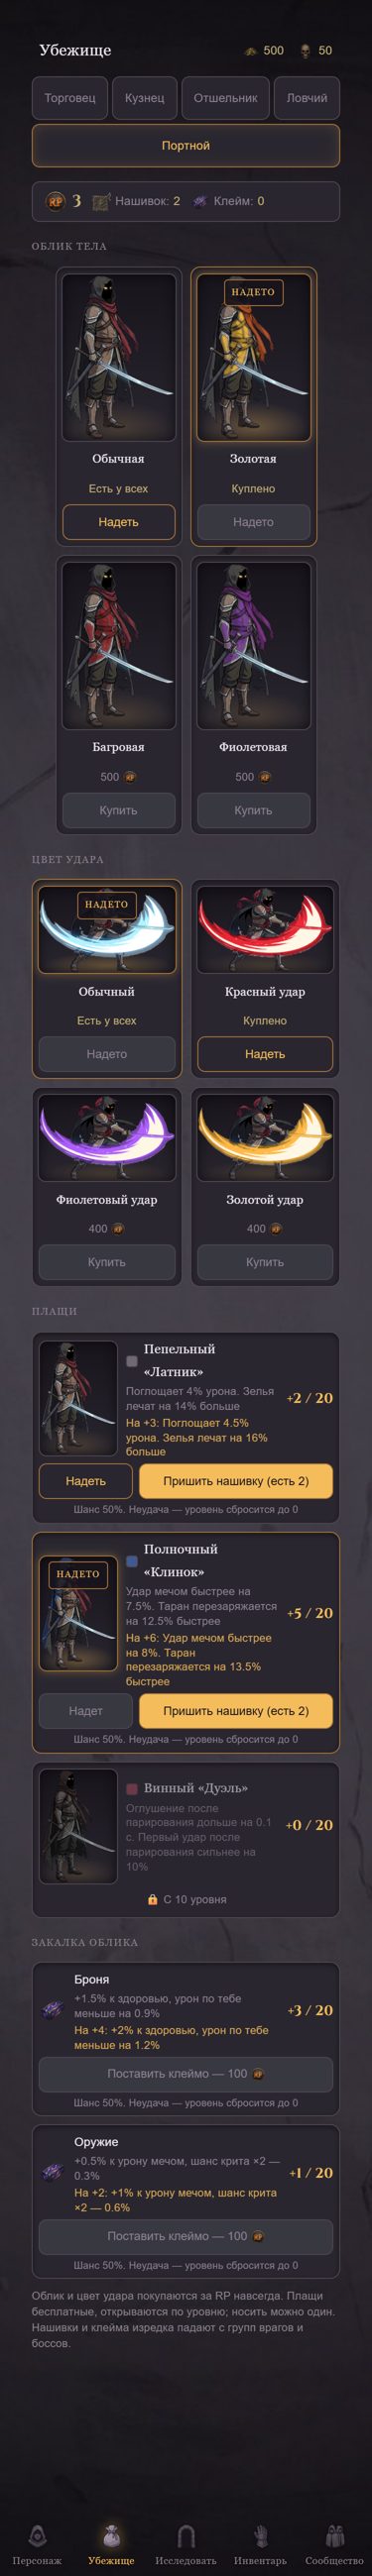 Убежище
500
50
Торговец
Кузнец
Отшельник
Ловчий
Портной
RP 3 Нашивок: 2 Клейм: 0
ОБЛИК ТЕЛА
НАДЕТО
Обычная
Золотая
Есть у всех
Куплено
Надеть
Надето
Багровая
Фиолетовая
500 RP
500 RP
Купить
Купить
ЦВЕТ УДАРА
НАДЕТО
Обычный
Красный удар
Есть у всех
Куплено
Надето
Надеть
Фиолетовый удар
Золотой удар
400 RP
400 RP
Купить
Купить
ПЛАЩИ
Пепельный
«Латник»
Поглощает 4% урона. Зелья
лечат на 14% больше
На +3: Поглощает 4.5%
урона. Зелья лечат на 16%
больше
+2 / 20
Надеть
Пришить нашивку (есть 2)
Шанс 50%. Неудача — уровень сбросится до 0
НАДЕТО
Полночный
«Клинок»
Удар мечом быстрее на
7.5%. Таран перезаряжается
на 12.5% быстрее
На +6: Удар мечом быстрее
на 8%. Таран
перезаряжается на 13.5%
быстрее
+5 / 20
Надет
Пришить нашивку (есть 2)
Шанс 50%. Неудача — уровень сбросится до 0
Винный «Дуэль»
Оглушение после
парирования дольше на 0.1
с. Первый удар после
парирования сильнее на
10%
+0 / 20
С 10 уровня
ЗАКАЛКА ОБЛИКА
Броня
+1.5% к здоровью, урон по тебе
меньше на 0.9%
На +4: +2% к здоровью, урон по тебе
меньше на 1.2%
+3 / 20
Поставить клеймо — 100 RP
Шанс 50%. Неудача — уровень сбросится до 0
Оружие
+0.5% к урону мечом, шанс крита ×2 —
0.3%
На +2: +1% к урону мечом, шанс крита
×2 — 0.6%
+1 / 20
Поставить клеймо — 100 RP
Шанс 50%. Неудача — уровень сбросится до 0
Облик и цвет удара покупаются за RP навсегда. Плащи
бесплатные, открываются по уровню; носить можно один.
Нашивки и клейма изредка падают с групп врагов и
боссов.
Персонаж
Убежище
Исследовать
Инвентарь
Сообщество